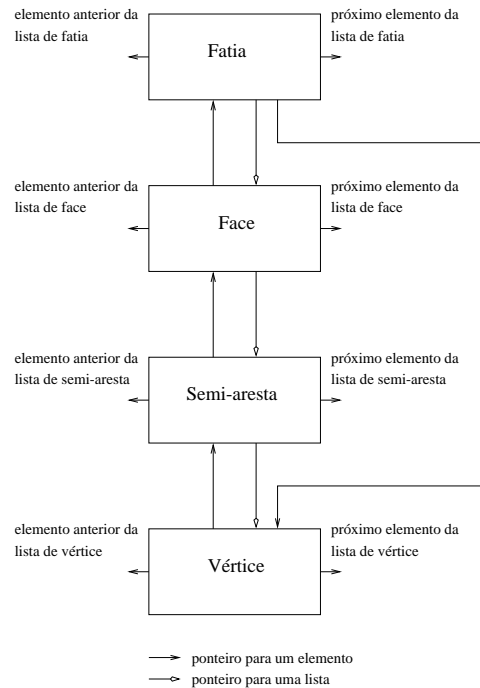 elemento anterior da
lista de fatia
Fatia
próximo elemento da
lista de fatia
elemento anterior da
lista de face
Face
próximo elemento da
lista de face
elemento anterior da
lista de semi-aresta
Semi-aresta
próximo elemento da
lista de semi-aresta
elemento anterior da
lista de vértice
Vértice
próximo elemento da
lista de vértice
ponteiro para um elemento
ponteiro para uma lista